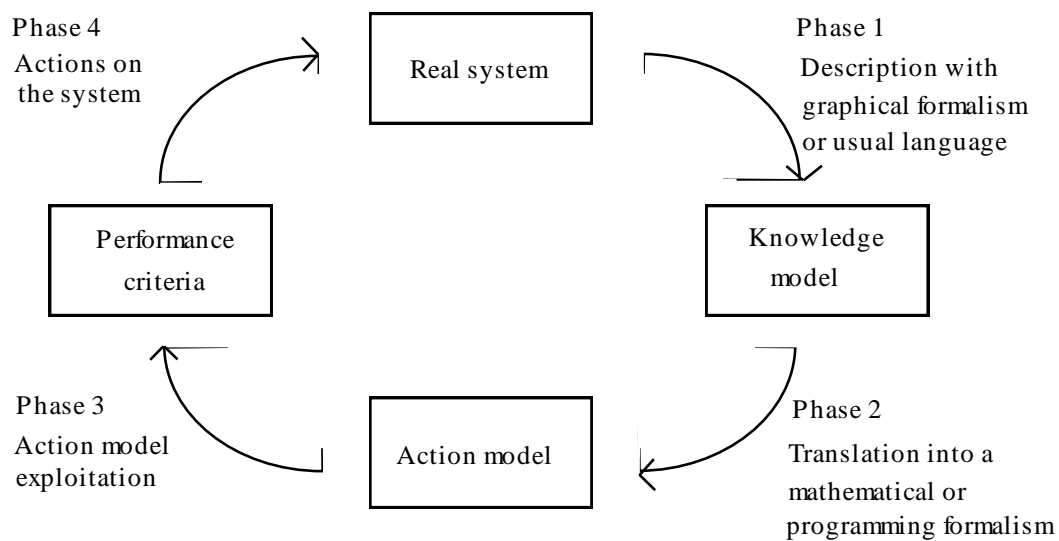 Phase 4
Actions on
the system
Real system
Phase 1
Description with
graphical formalism
or usual language
Performance
criteria
Knowledge
model
Phase 3
Action model
exploitation
Action model
Phase 2
Translation into a
mathematical or
programming formalism